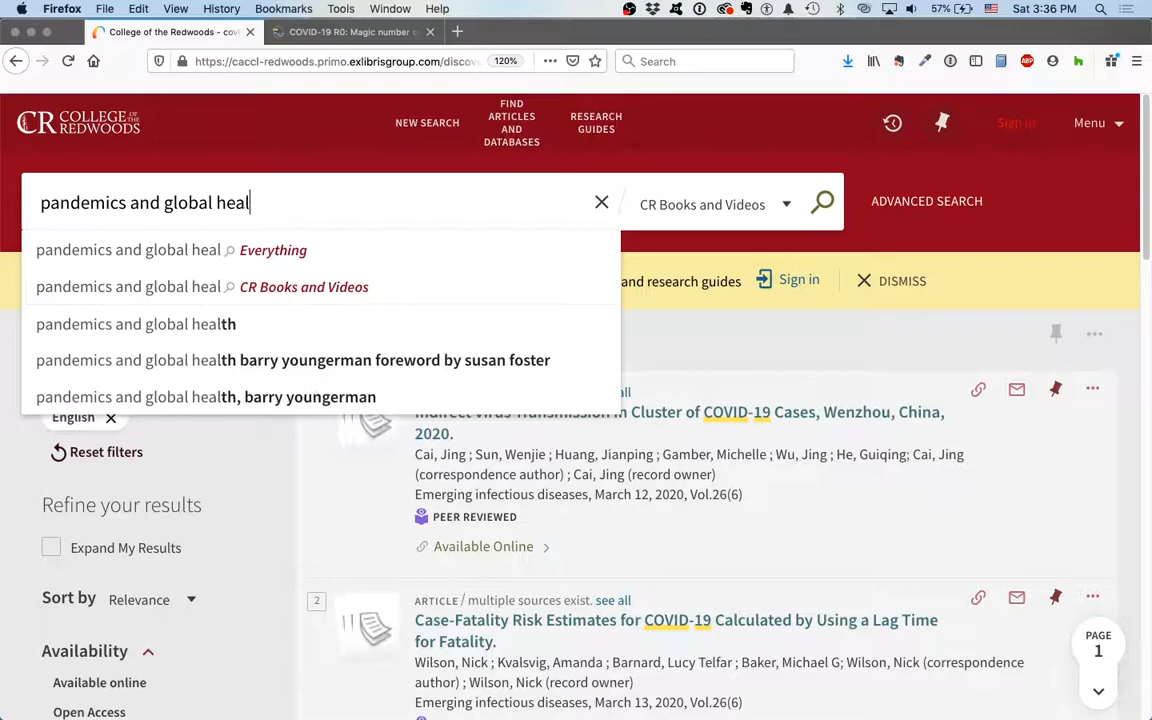 Firefox File Edit View History Bookmarks Tools Window Help 57% Sat 3:36 PM
College of the Redwoods - cov COVID-19 R0: Magic number o
https://caccl-redwoods.primo.exlibrisgroup.com/discov 120% Search ABP
CR COLLEGE OF THE REDWOODS
NEW SEARCH
FIND ARTICLES AND DATABASES
RESEARCH GUIDES
Sign in
Menu
pandemics and global heal
CR Books and Videos
ADVANCED SEARCH
pandemics and global heal Everything
pandemics and global heal CR Books and Videos
pandemics and global health
pandemics and global health barry youngerman foreword by susan foster
pandemics and global health, barry youngerman
and research guides Sign in DISMISS
English
Reset filters
Refine your results
Expand My Results
Sort by Relevance
Availability
Available online
Open Access
all
Indirect Virus Transmission in Cluster of COVID-19 Cases, Wenzhou, China,
2020.
Cai, Jing ; Sun, Wenjie ; Huang, Jianping ; Gamber, Michelle ; Wu, Jing ; He, Guiqing; Cai, Jing
(correspondence author) ; Cai, Jing (record owner)
Emerging infectious diseases, March 12, 2020, Vol.26(6)
PEER REVIEWED
Available Online
2
ARTICLE / multiple sources exist. see all
Case-Fatality Risk Estimates for COVID-19 Calculated by Using a Lag Time
for Fatality.
Wilson, Nick ; Kvalsvig, Amanda ; Barnard, Lucy Telfar ; Baker, Michael G; Wilson, Nick (correspondence
author) ; Wilson, Nick (record owner)
Emerging infectious diseases, March 13, 2020, Vol.26(6)
PAGE
1